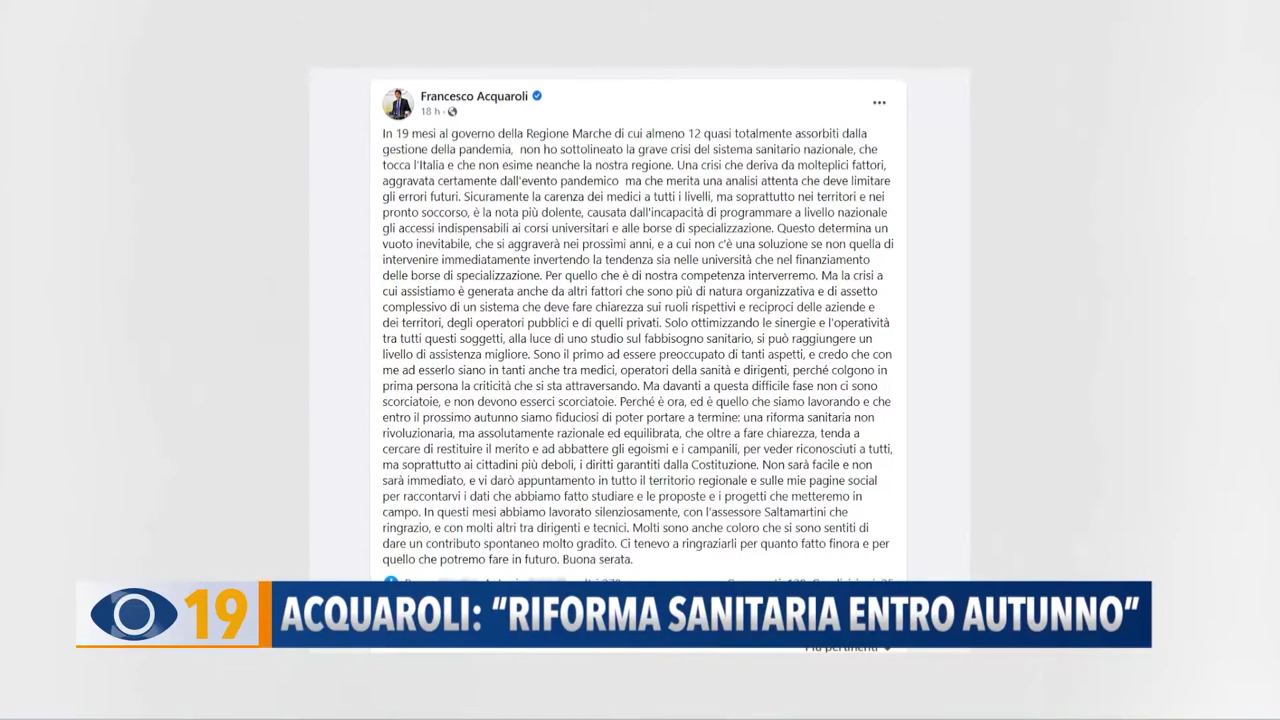 Francesco Acquaroli
18 h ·
In 19 mesi al governo della Regione Marche di cui almeno 12 quasi totalmente assorbiti dalla
gestione della pandemia,  non ho sottolineato la grave crisi del sistema sanitario nazionale, che
tocca l'Italia e che non esime neanche la nostra regione. Una crisi che deriva da molteplici fattori,
aggravata certamente dall'evento pandemico  ma che merita una analisi attenta che deve limitare
gli errori futuri. Sicuramente la carenza dei medici a tutti i livelli, ma soprattutto nei territori e nei
pronto soccorso, è la nota più dolente, causata dall'incapacità di programmare a livello nazionale
gli accessi indispensabili ai corsi universitari e alle borse di specializzazione. Questo determina un
vuoto inevitabile, che si aggraverà nei prossimi anni, e a cui non c'è una soluzione se non quella di
intervenire immediatamente invertendo la tendenza sia nelle università che nel finanziamento
delle borse di specializzazione. Per quello che è di nostra competenza interverremo. Ma la crisi a
cui assistiamo è generata anche da altri fattori che sono più di natura organizzativa e di assetto
complessivo di un sistema che deve fare chiarezza sui ruoli rispettivi e reciproci delle aziende e
dei territori, degli operatori pubblici e di quelli privati. Solo ottimizzando le sinergie e l'operatività
tra tutti questi soggetti, alla luce di uno studio sul fabbisogno sanitario, si può raggiungere un
livello di assistenza migliore. Sono il primo ad essere preoccupato di tanti aspetti, e credo che con
me ad esserlo siano in tanti anche tra medici, operatori della sanità e dirigenti, perché colgono in
prima persona la criticità che si sta attraversando. Ma davanti a questa difficile fase non ci sono
scorciatoie, e non devono esserci scorciatoie. Perché è ora, ed è quello che siamo lavorando e che
entro il prossimo autunno siamo fiduciosi di poter portare a termine: una riforma sanitaria non
rivoluzionaria, ma assolutamente razionale ed equilibrata, che oltre a fare chiarezza, tenda a
cercare di restituire il merito e ad abbattere gli egoismi e i campanili, per veder riconosciuti a tutti,
ma soprattutto ai cittadini più deboli, i diritti garantiti dalla Costituzione. Non sarà facile e non
sarà immediato, e vi darò appuntamento in tutto il territorio regionale e sulle mie pagine social
per raccontarvi i dati che abbiamo fatto studiare e le proposte e i progetti che metteremo in
campo. In questi mesi abbiamo lavorato silenziosamente, con l'assessore Saltamartini che
ringrazio, e con molti altri tra dirigenti e tecnici. Molti sono anche coloro che si sono sentiti di
dare un contributo spontaneo molto gradito. Ci tenevo a ringraziarli per quanto fatto finora e per
quello che potremo fare in futuro. Buona serata.
19
ACQUAROLI: “RIFORMA SANITARIA ENTRO AUTUNNO”